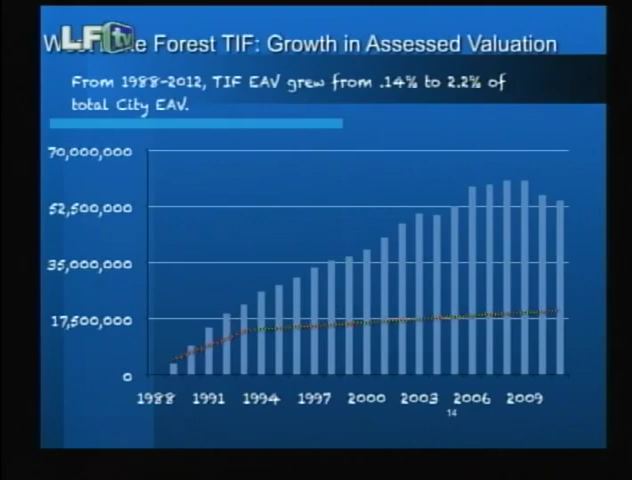 LF tv
e Forest TIF: Growth in Assessed Valuation
From 1988-2012, TIF EAV grew from .14% to 2.2% of
total City EAV.
70,000,000
52,500,000
35,000,000
17,500,000
0
1988 1991 1994 1997 2000 2003 2006 2009
14